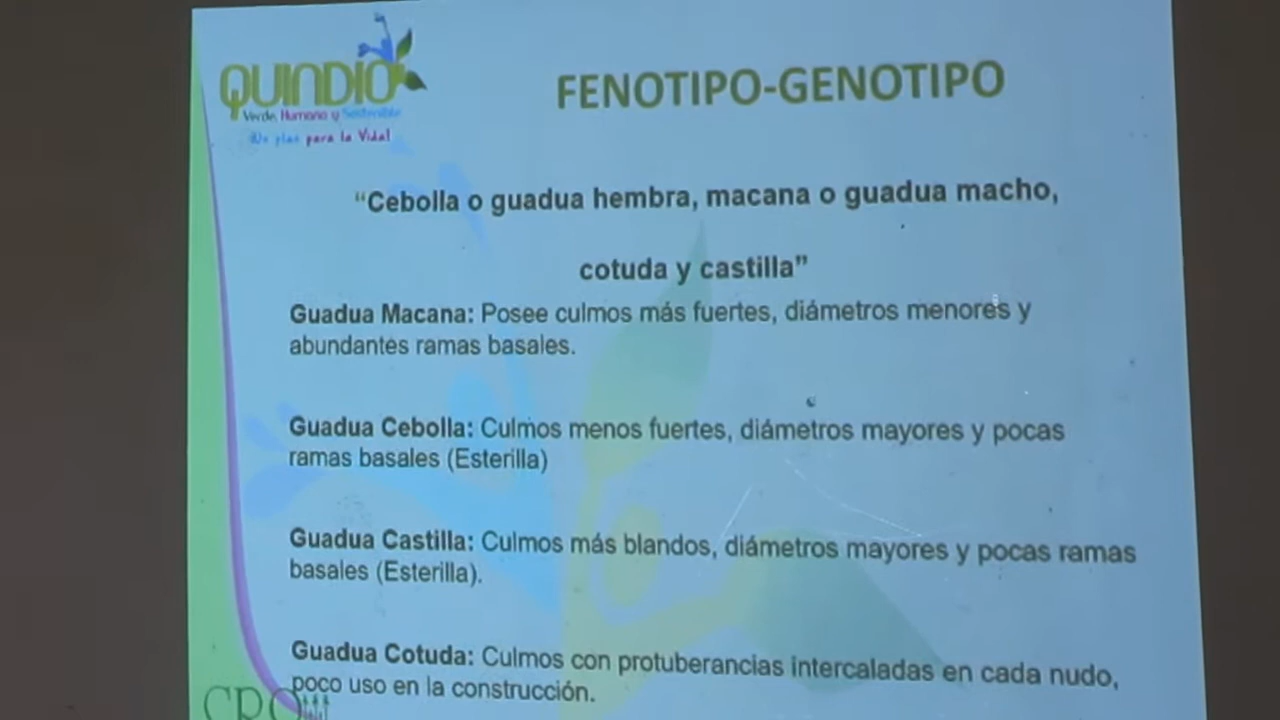 QUINDIO
Verde, Humano y Sostenible
Un plan para la Vida!
FENOTIPO-GENOTIPO
“Cebolla o guadua hembra, macana o guadua macho,
cotuda y castilla”
Guadua Macana: Posee culmos más fuertes, diámetros menores y
abundantes ramas basales.
Guadua Cebolla: Culmos menos fuertes, diámetros mayores y pocas
ramas basales (Esterilla)
Guadua Castilla: Culmos más blandos, diámetros mayores y pocas ramas
basales (Esterilla).
Guadua Cotuda: Culmos con protuberancias intercaladas en cada nudo,
poco uso en la construcción.
CRQ